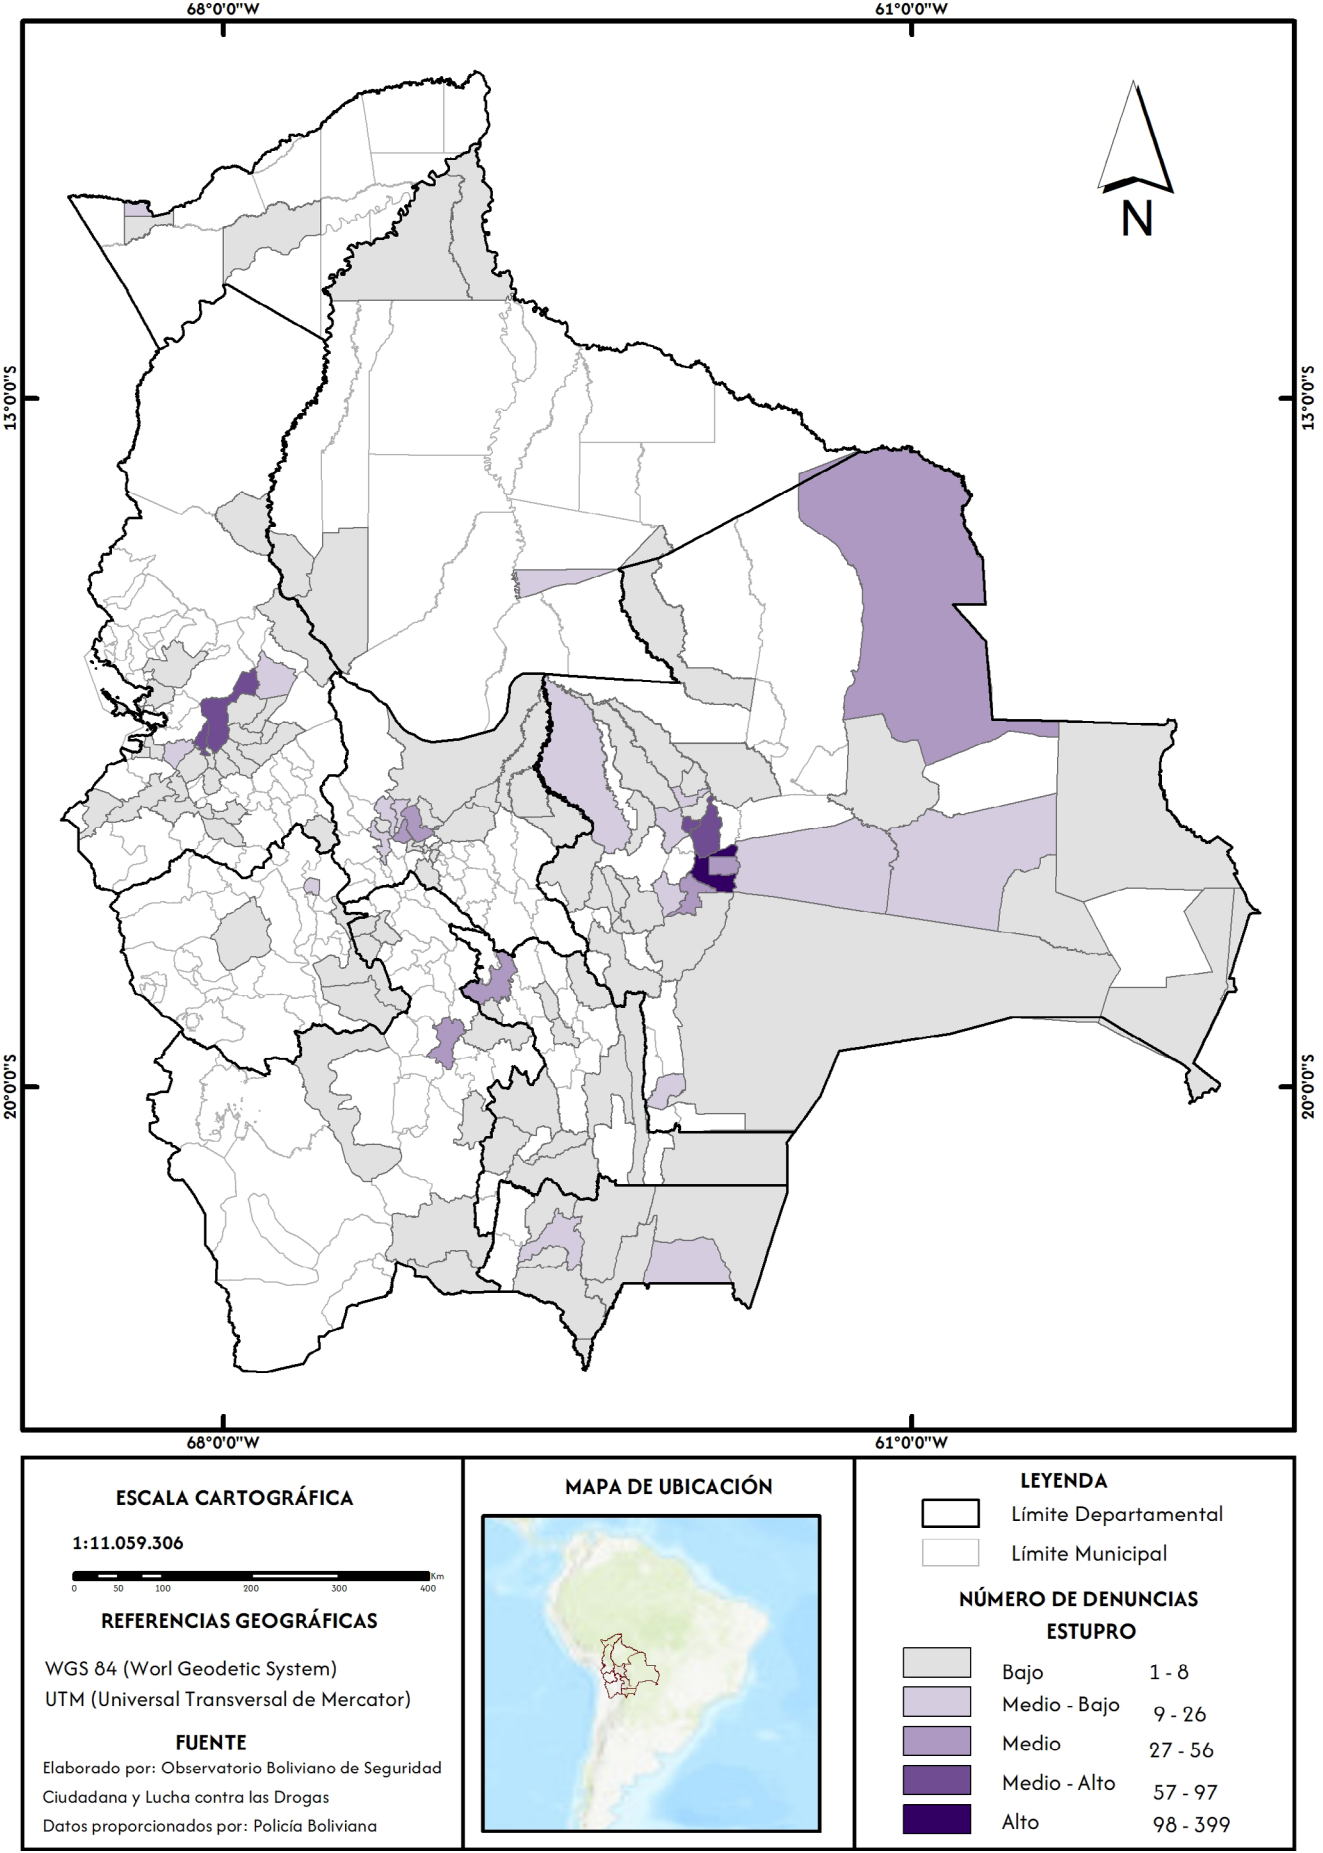 68°0'0"W 61°0'0"W
N
13°0'0"S 13°0'0"S
20°0'0"S 20°0'0"S
68°0'0"W 61°0'0"W
ESCALA CARTOGRÁFICA
1:11.059.306
Km
0 50 100 200 300 400
REFERENCIAS GEOGRÁFICAS
WGS 84 (Worl Geodetic System)
UTM (Universal Transversal de Mercator)
FUENTE
Elaborado por: Observatorio Boliviano de Seguridad
Ciudadana y Lucha contra las Drogas
Datos proporcionados por: Policía Boliviana
MAPA DE UBICACIÓN
LEYENDA
Límite Departamental
Límite Municipal
NÚMERO DE DENUNCIAS
ESTUPRO
Bajo 1 - 8
Medio - Bajo 9 - 26
Medio 27 - 56
Medio - Alto 57 - 97
Alto 98 - 399